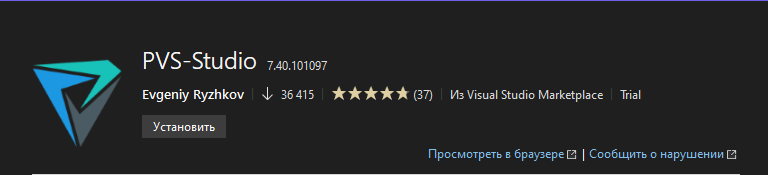 PVS-Studio 7.40.101097
Evgeniy Ryzhkov 36 415 (37) Из Visual Studio Marketplace Trial
Установить
Просмотреть в браузере | Сообщить о нарушении